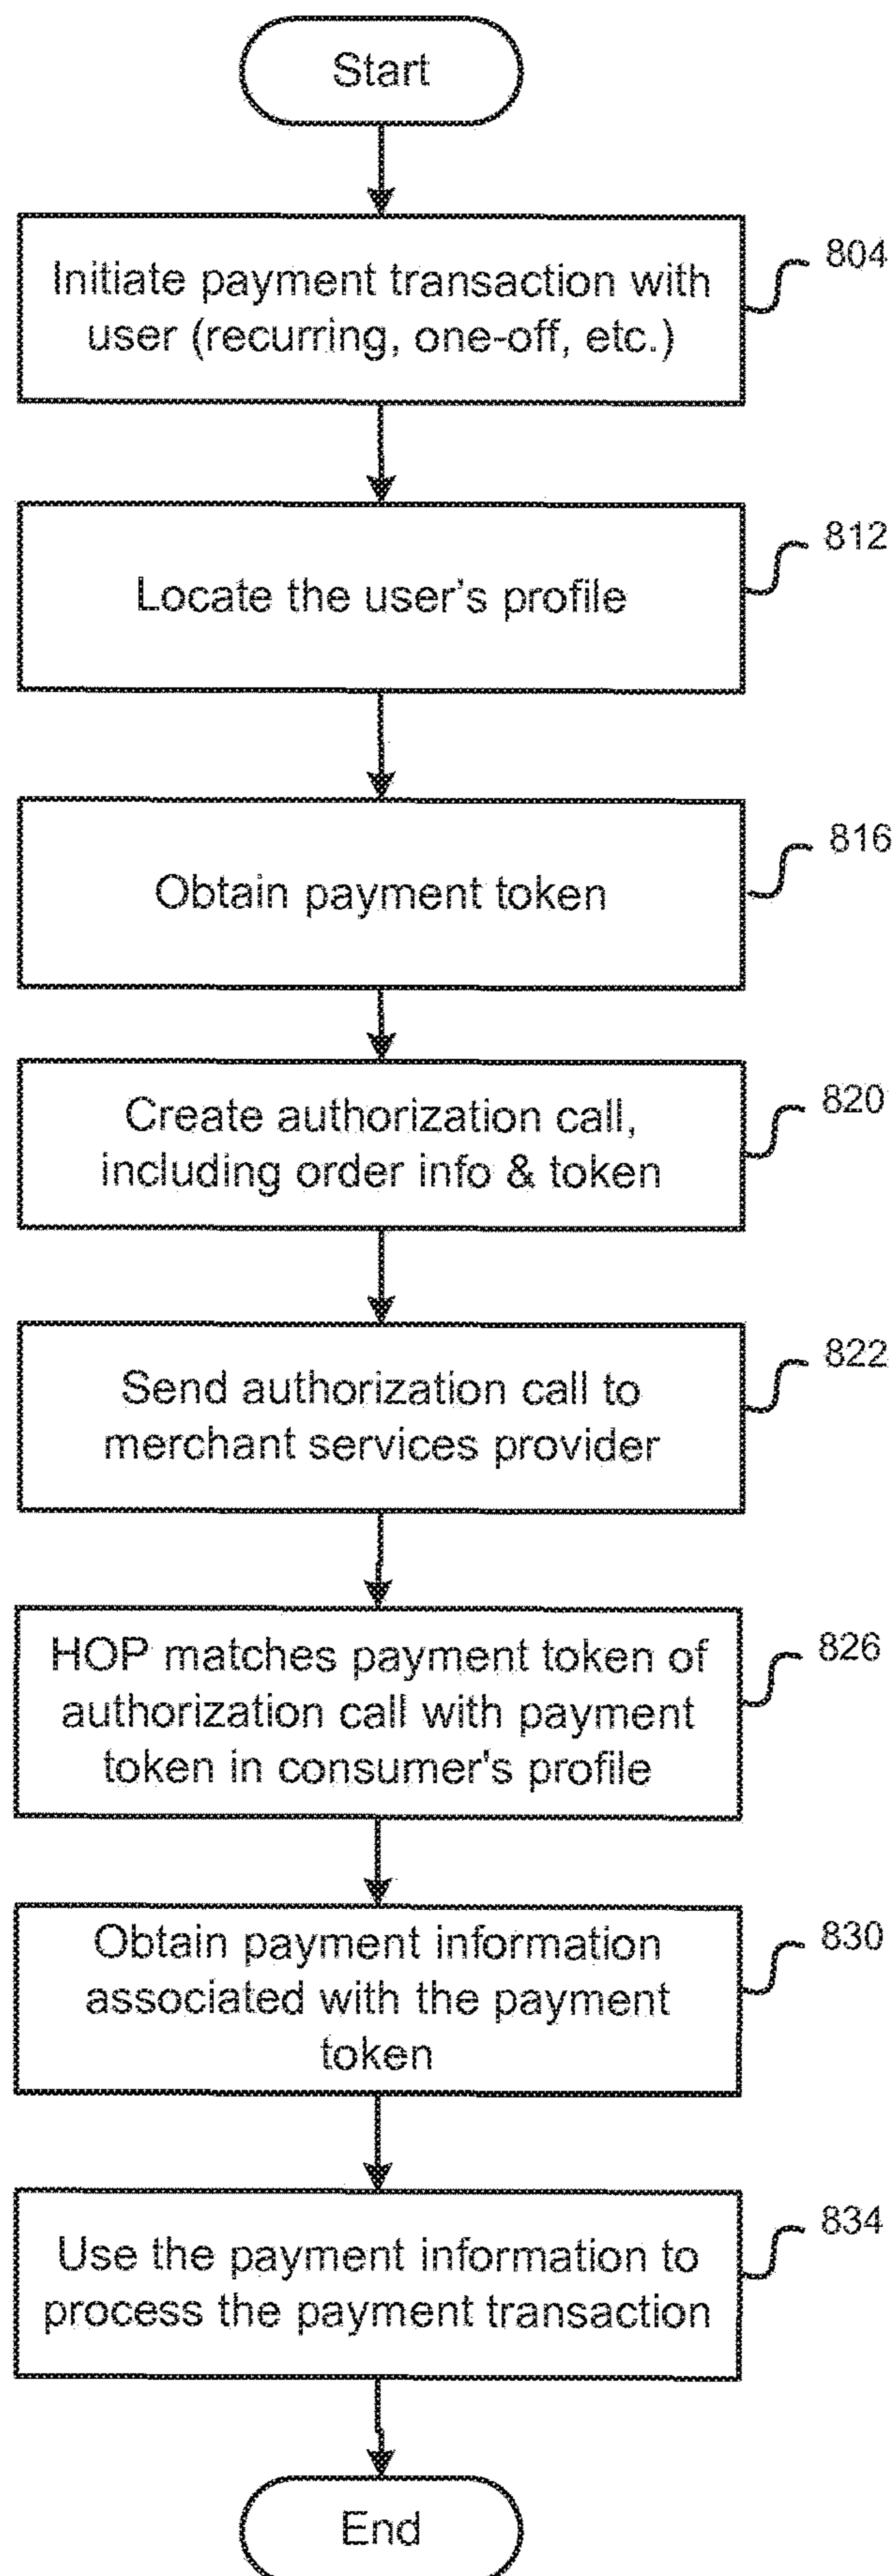 Start
Initiate payment transaction with
user (recurring, one-off, etc.)
804
Locate the user's profile
812
Obtain payment token
816
Create authorization call,
including order info & token
820
Send authorization call to
merchant services provider
822
HOP matches payment token of
authorization call with payment
token in consumer's profile
826
Obtain payment information
associated with the payment
token
830
Use the payment information to
process the payment transaction
834
End